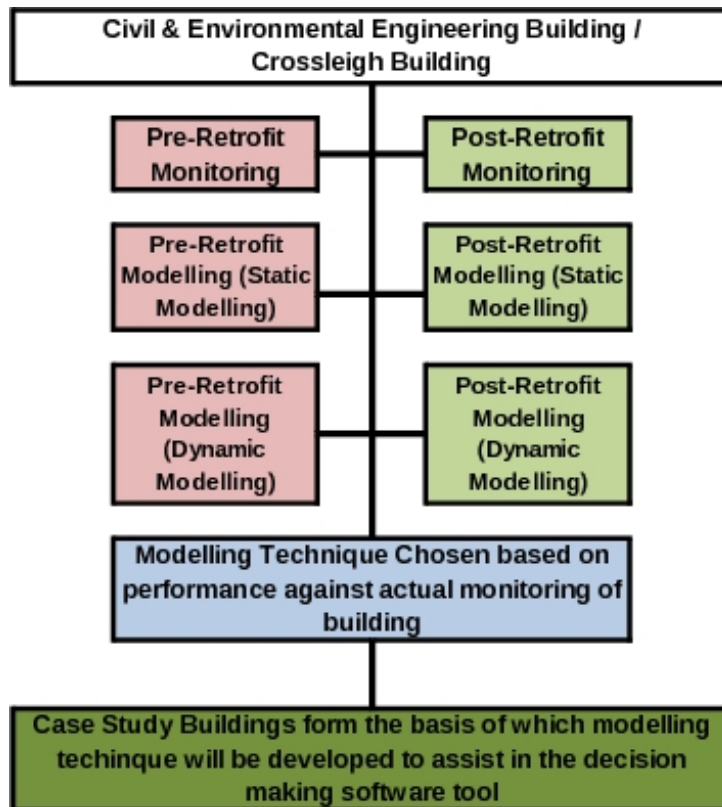 Civil & Environmental Engineering Building /
Crossleigh Building
Pre-Retrofit
Monitoring
Post-Retrofit
Monitoring
Pre-Retrofit
Modelling (Static
Modelling)
Post-Retrofit
Modelling (Static
Modelling)
Pre-Retrofit
Modelling
(Dynamic
Modelling)
Post-Retrofit
Modelling
(Dynamic
Modelling)
Modelling Technique Chosen based on
performance against actual monitoring of
building
Case Study Buildings form the basis of which modelling
techinque will be developed to assist in the decision
making software tool